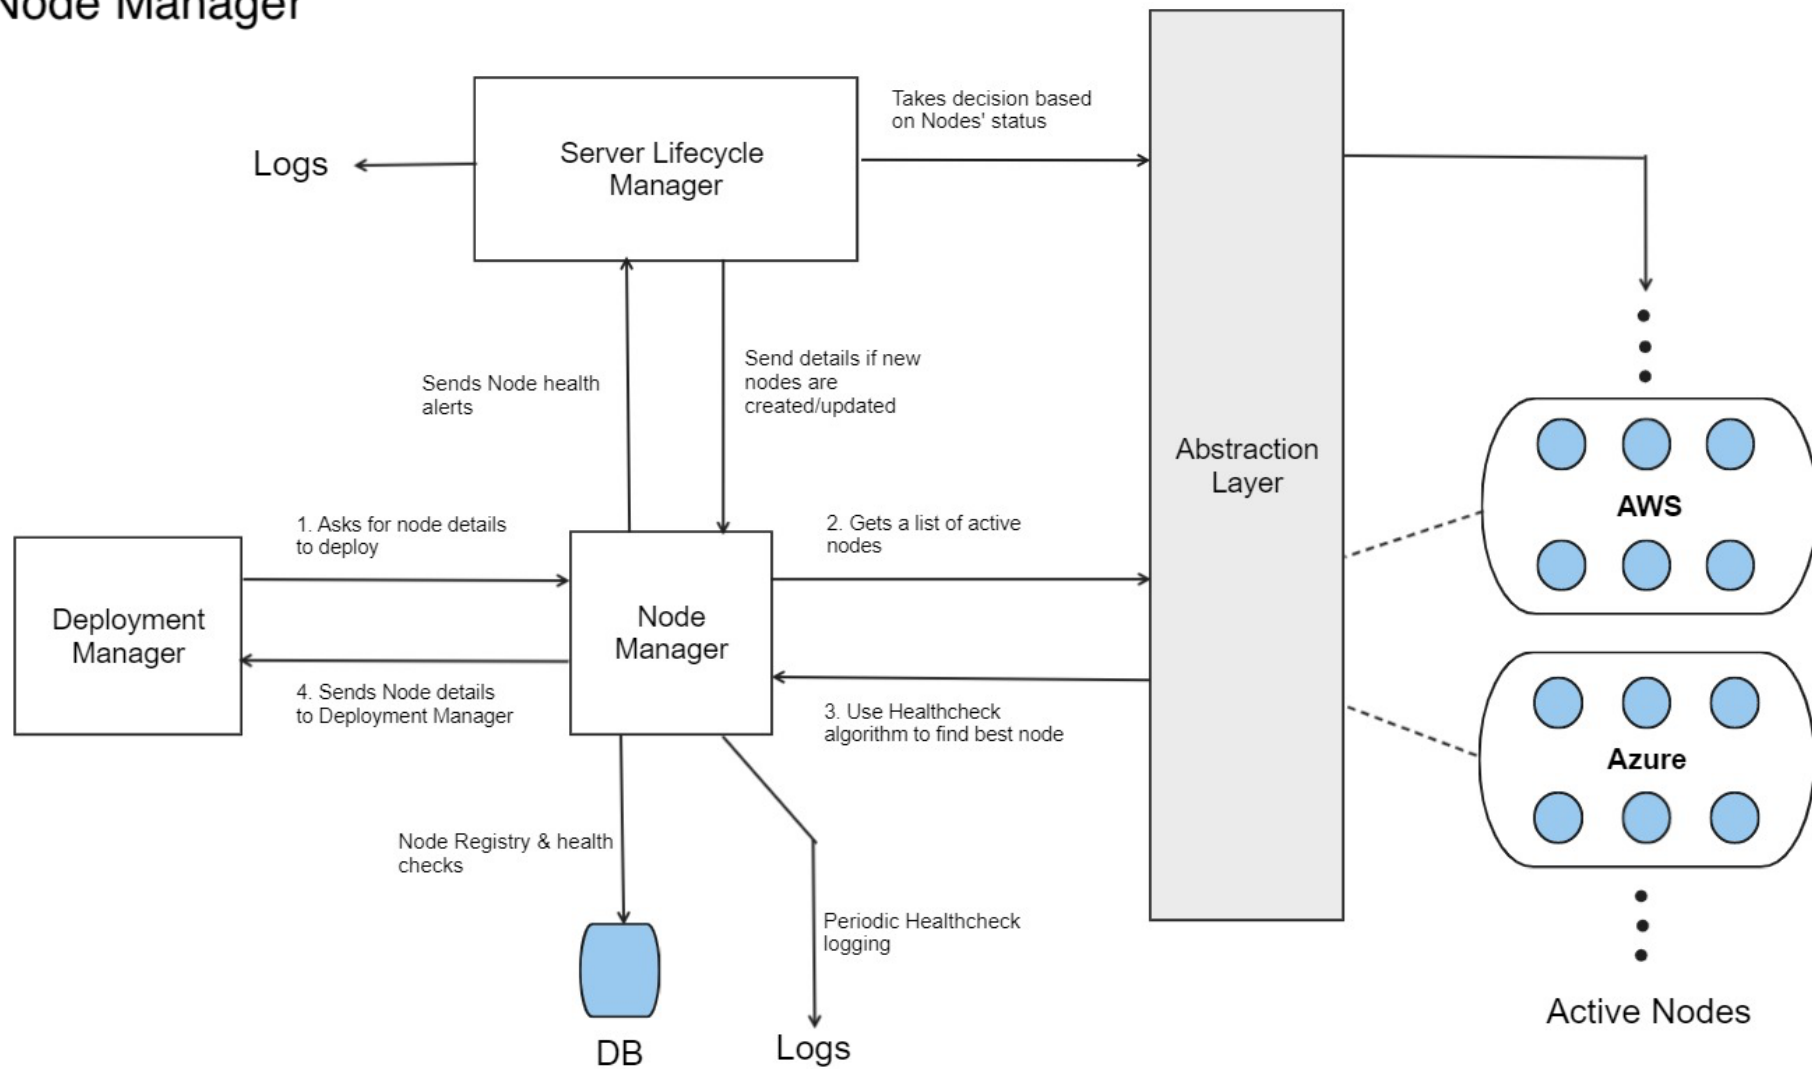 Node Manager
Takes decision based
on Nodes' status
Server Lifecycle
Manager
Logs
Sends Node health
alerts
Send details if new
nodes are
created/updated
Abstraction
Layer
AWS
1. Asks for node details
to deploy
2. Gets a list of active
nodes
Deployment
Manager
Node
Manager
4. Sends Node details
to Deployment Manager
3. Use Healthcheck
algorithm to find best node
Azure
Node Registry & health
checks
Periodic Healthcheck
logging
Active Nodes
DB
Logs